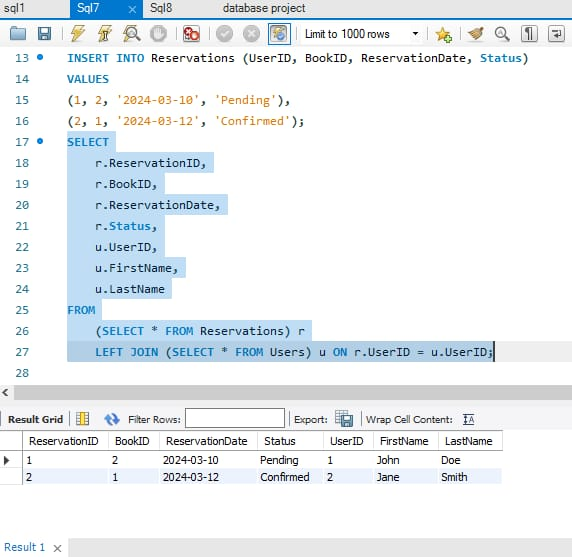 sql1 Sql7 Sql8 database project
Limit to 1000 rows
13 INSERT INTO Reservations (UserID, BookID, ReservationDate, Status)
14 VALUES
15 (1, 2, '2024-03-10', 'Pending'),
16 (2, 1, '2024-03-12', 'Confirmed');
17 SELECT
18 r.ReservationID,
19 r.BookID,
20 r.ReservationDate,
21 r.Status,
22 u.UserID,
23 u.FirstName,
24 u.LastName
25 FROM
26 (SELECT * FROM Reservations) r
27 LEFT JOIN (SELECT * FROM Users) u ON r.UserID = u.UserID;
28
Result Grid Filter Rows: Export: Wrap Cell Content: IA
ReservationID BookID ReservationDate Status UserID FirstName LastName
1 2 2024-03-10 Pending 1 John Doe
2 1 2024-03-12 Confirmed 2 Jane Smith
Result 1